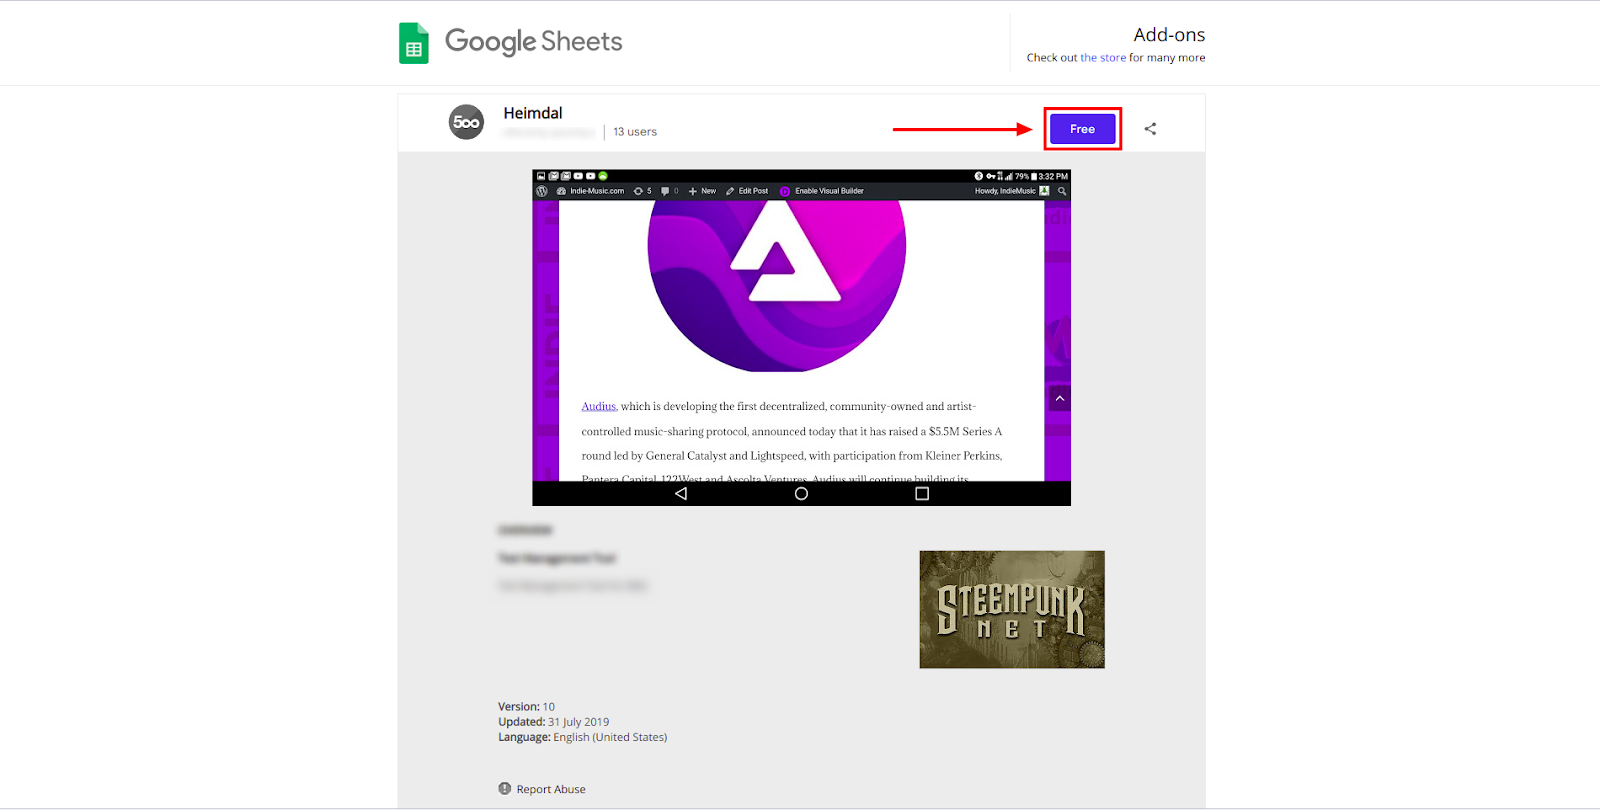 Google Sheets
Add-ons
Check out the store for many more
500
Heimdal
13 users
Free
79% 3:32 PM
Indie-Music.com 5 0 New Edit Post Enable Visual Builder Howdy, IndieMusic
Audius, which is developing the first decentralized, community-owned and artist-
controlled music-sharing protocol, announced today that it has raised a $5.5M Series A
round led by General Catalyst and Lightspeed, with participation from Kleiner Perkins,
Pantera Capital, 122West and Ascolta Ventures. Audius will continue building its
STEEMPUNK
NET
Version: 10
Updated: 31 July 2019
Language: English (United States)
Report Abuse